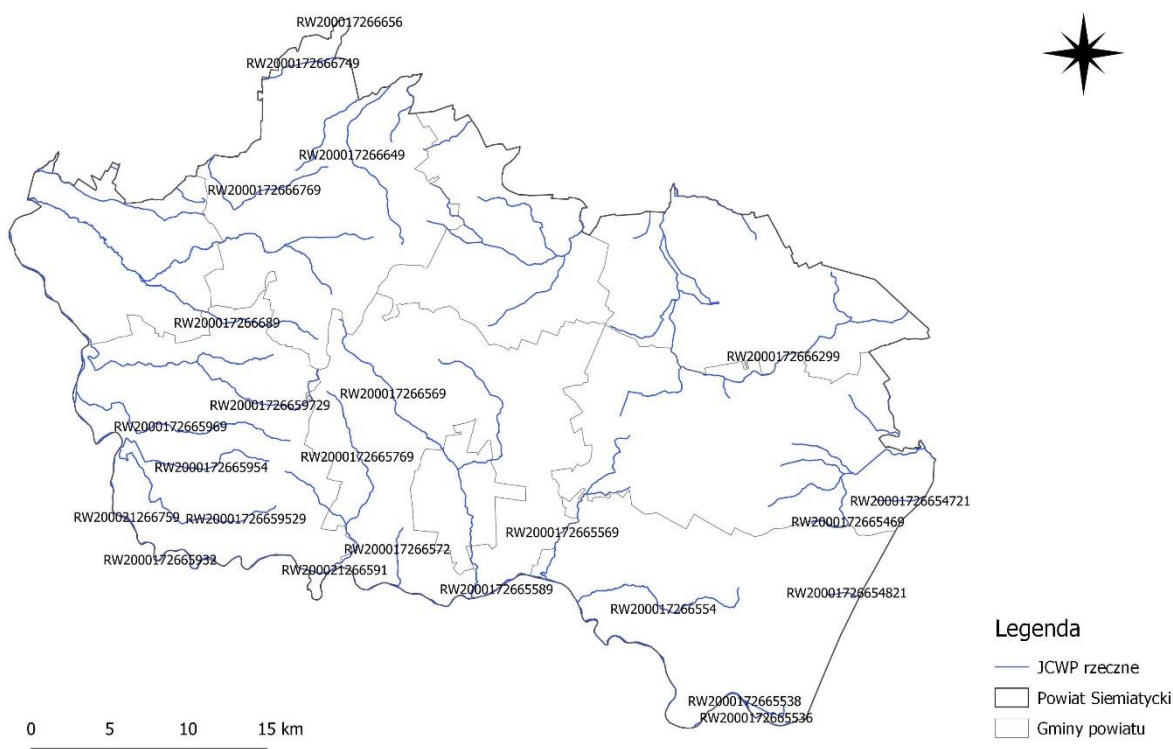 RW200017266656
RW2000172666749
RW200017266649
RW2000172666769
RW200017266689
RW2000172666299
RW200017266569
RW20001726659729
RW2000172665969
RW2000172665769
RW2000172665954
RW20001726654721
RW200021266759
RW20001726659529
RW2000172665469
RW2000172665569
RW200017266572
RW2000172665932
RW200021266591
RW2000172665589
RW20001726654821
RW200017266554
RW2000172665538
RW2000172665536
Legenda
JCWP rzeczne
Powiat Siemiatycki
Gminy powiatu
0 5 10 15 km